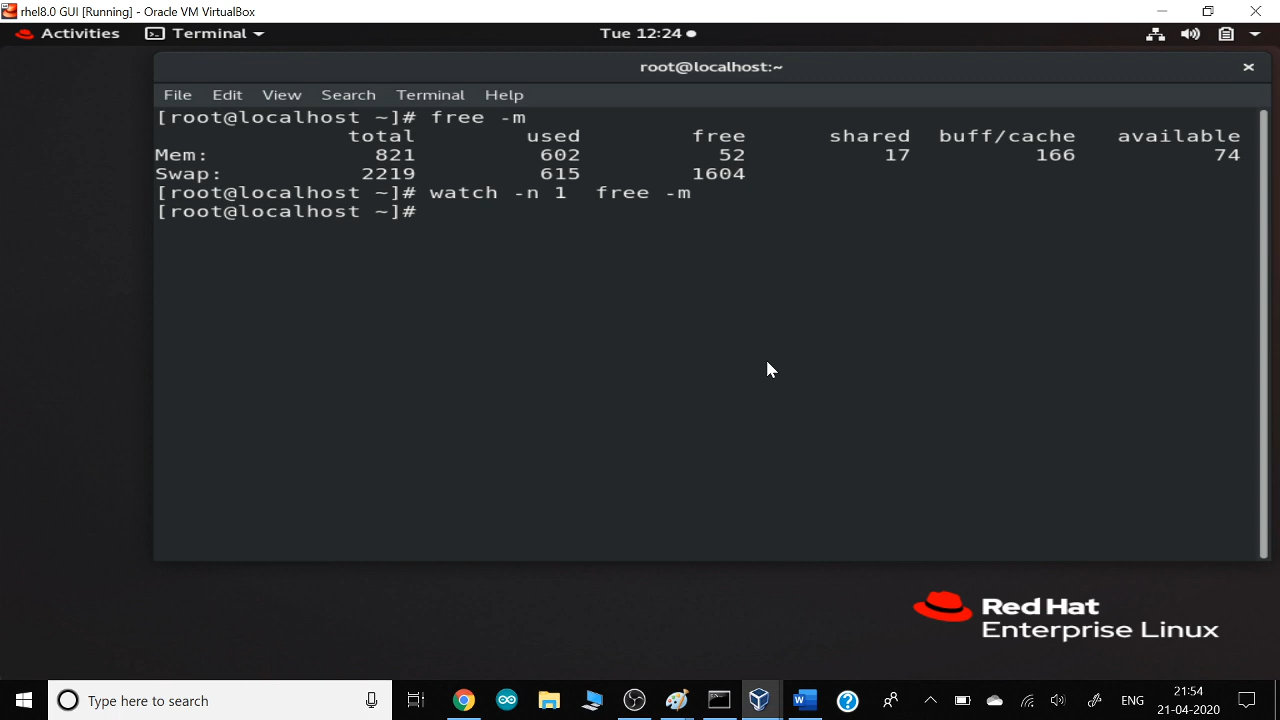 rhel8.0 GUI [Running] - Oracle VM VirtualBox
Activities Terminal Tue 12:24
root@localhost:~
File Edit View Search Terminal Help
[root@localhost ~]# free -m
total used free shared buff/cache available
Mem: 821 602 52 17 166 74
Swap: 2219 615 1604
[root@localhost ~]# watch -n 1  free -m
[root@localhost ~]#
Red Hat
Enterprise Linux
Type here to search
ENG
21:54
21-04-2020